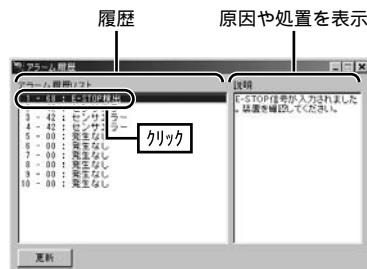 履歴
原因や処置を表示
アラーム履歴
アラーム履歴リスト
説明
1 - 68 : E-STOP検出
3 - 42 : センサエラー
4 - 42 : センサエラー
5 - 00 : 発生なし
6 - 00 : 発生なし
7 - 00 : 発生なし
8 - 00 : 発生なし
9 - 00 : 発生なし
10 - 00 : 発生なし
クリック
E-STOP信号が入力されました
。装置を確認してください。
更新